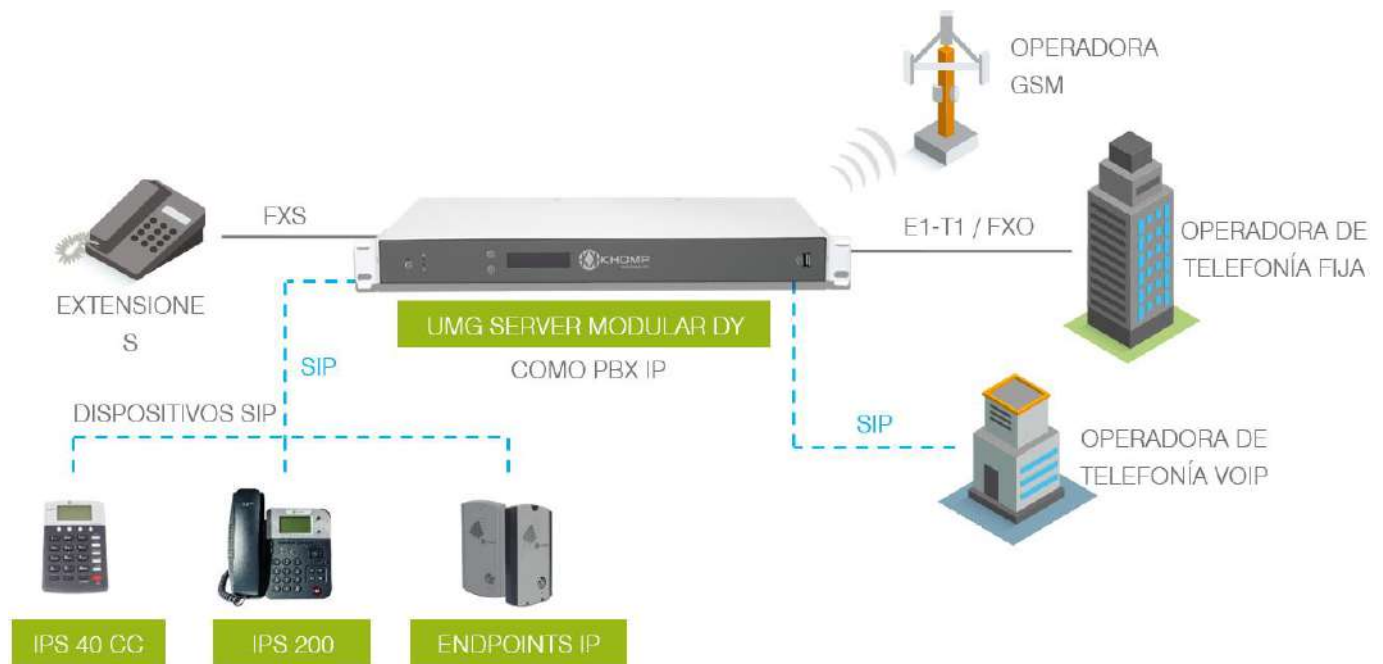 OPERADORA
GSM
FXS
E1-T1 / FXO
OPERADORA DE
TELEFONÍA FIJA
KHOMP
EXTENSIONE
S
UMG SERVER MODULAR DY
COMO PBX IP
SIP
DISPOSITIVOS SIP
SIP
OPERADORA DE
TELEFONÍA VOIP
IPS 40 CC
IPS 200
ENDPOINTS IP